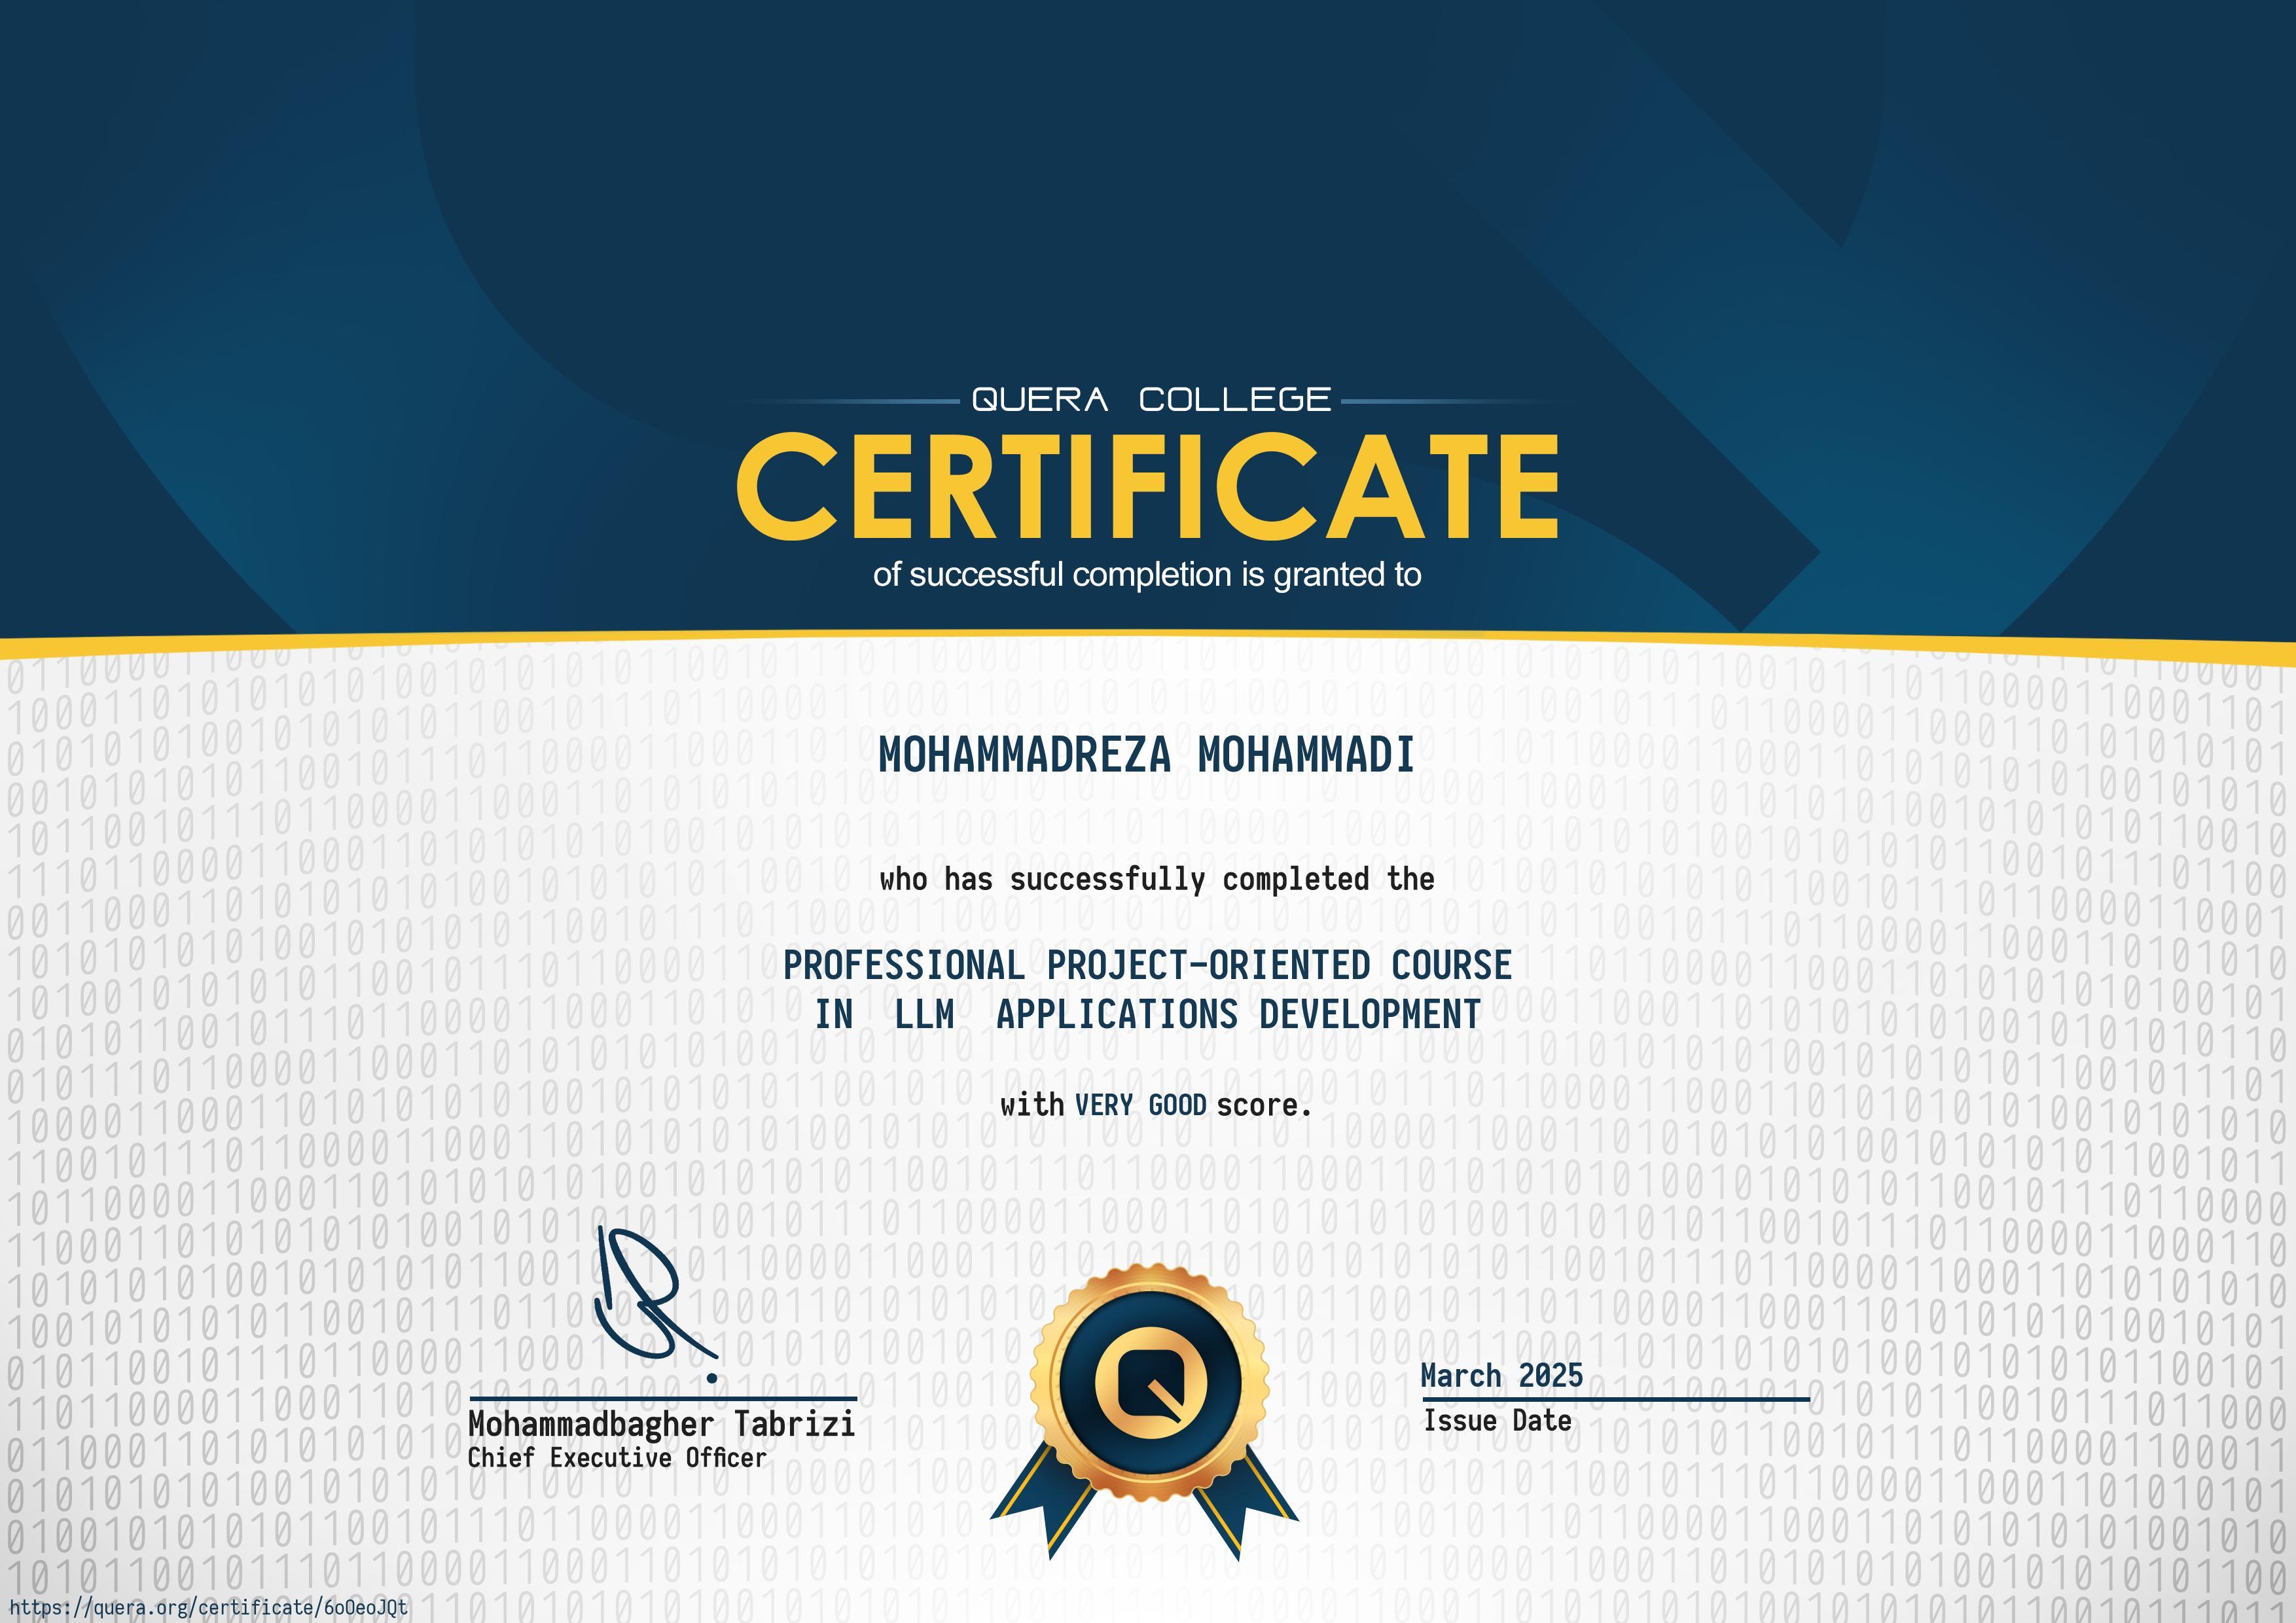 QUERA COLLEGE
CERTIFICATE
of successful completion is granted to
MOHAMMADREZA MOHAMMADI
who has successfully completed the
PROFESSIONAL PROJECT-ORIENTED COURSE
IN LLM APPLICATIONS DEVELOPMENT
with VERY GOOD score.
Mohammadbagher Tabrizi
Chief Executive Officer
March 2025
Issue Date
https://quera.org/certificate/6oOeoJQt